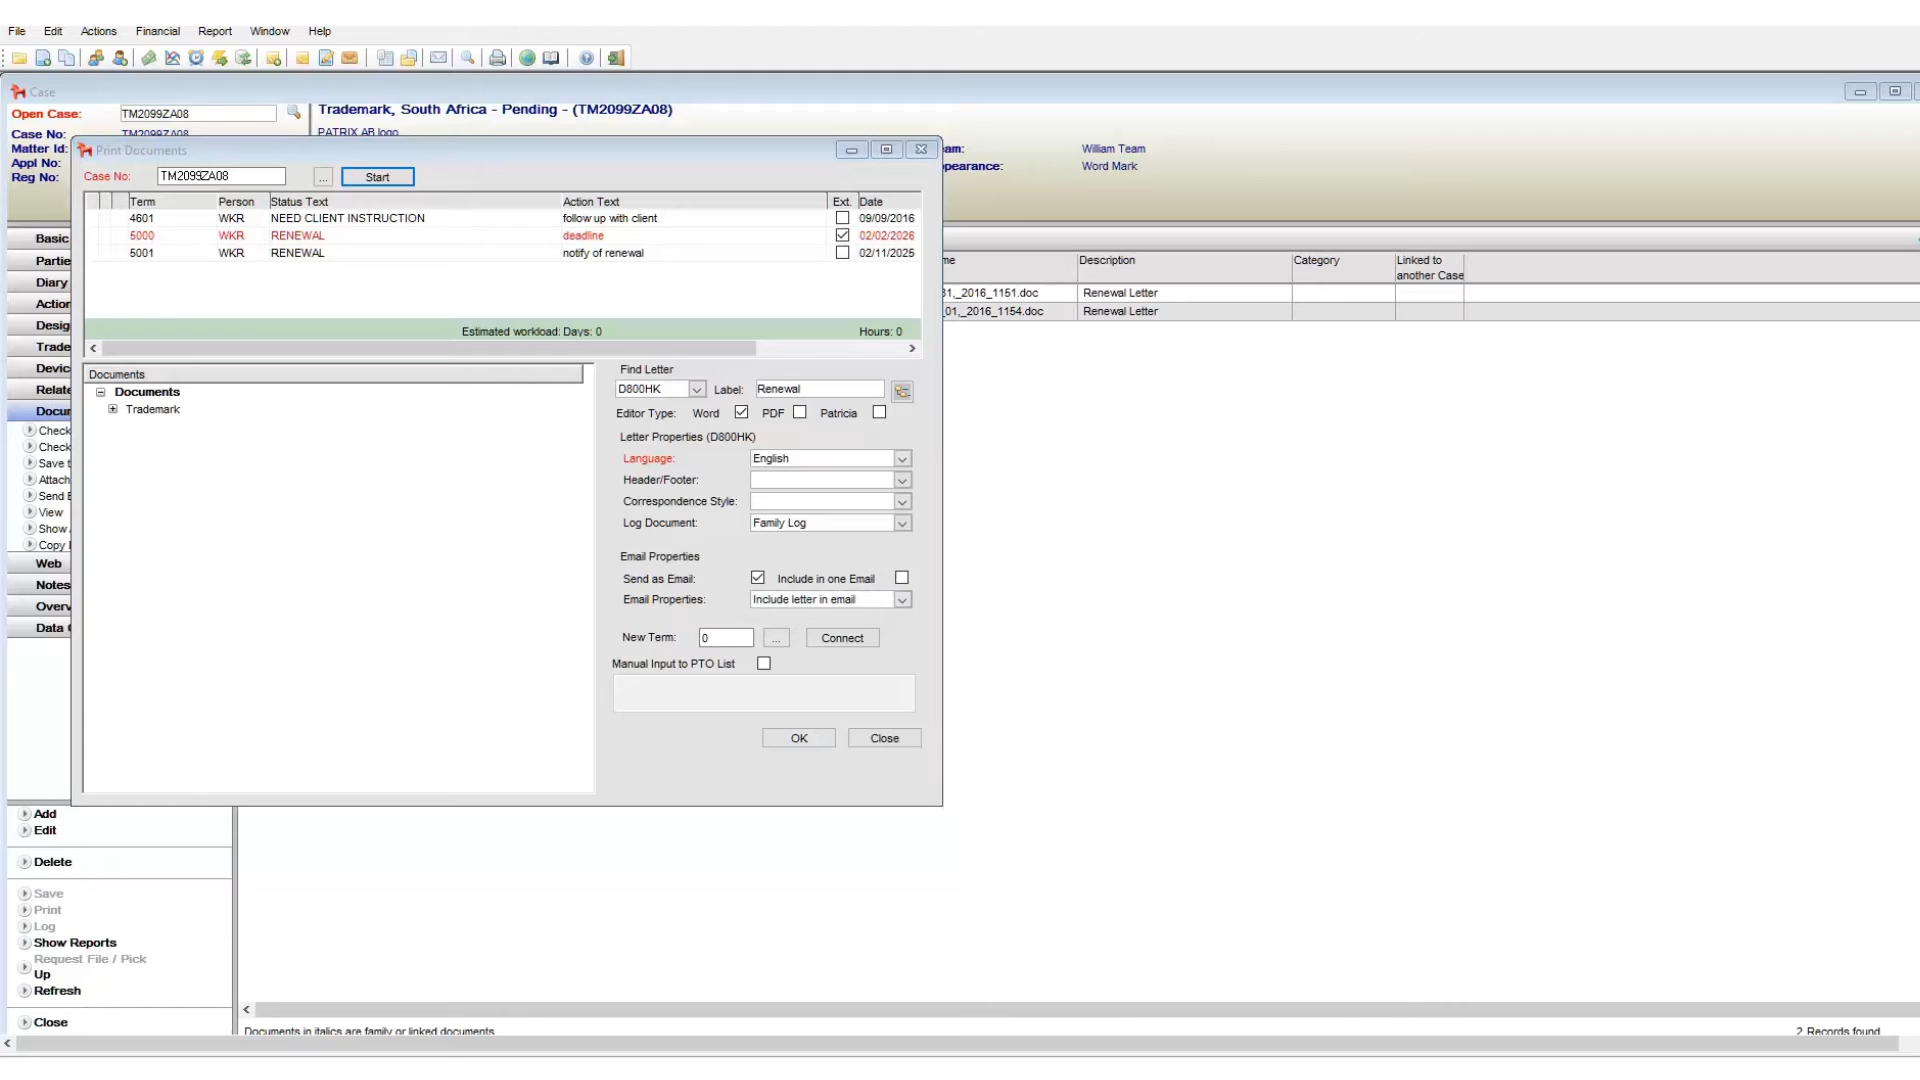 File Edit Actions Financial Report Window Help
Case
Open Case: TM2099ZA08
Trademark, South Africa - Pending - (TM2099ZA08)
Case No: TM2099ZA08
PATRIX AB logo
Matter Id:
am: William Team
Appl No:
pearance: Word Mark
Reg No:
Print Documents
Case No: TM2099ZA08 ... Start
Term Person Status Text Action Text Ext. Date
4601 WKR NEED CLIENT INSTRUCTION follow up with client 09/09/2016
5000 WKR RENEWAL deadline 02/02/2026
5001 WKR RENEWAL notify of renewal 02/11/2025
Estimated workload: Days: 0 Hours: 0
Documents
Documents
Trademark
Find Letter
D800HK Label: Renewal
Editor Type: Word PDF Patricia
Letter Properties (D800HK)
Language: English
Header/Footer:
Correspondence Style:
Log Document: Family Log
Email Properties
Send as Email: Include in one Email
Email Properties: Include letter in email
New Term: 0 ... Connect
Manual Input to PTO List
OK Close
me Description Category Linked to
another Case
31,_2016_1151.doc Renewal Letter
_01,_2016_1154.doc Renewal Letter
Basic
Partie
Diary
Action
Desig
Trade
Devic
Relate
Docu
Check
Check
Save t
Attach
Send E
View
Show
Copy
Web
Notes
Overv
Data
Add
Edit
Delete
Save
Print
Log
Show Reports
Request File / Pick
Up
Refresh
Close
Documents in italics are family or linked documents
2 Records found